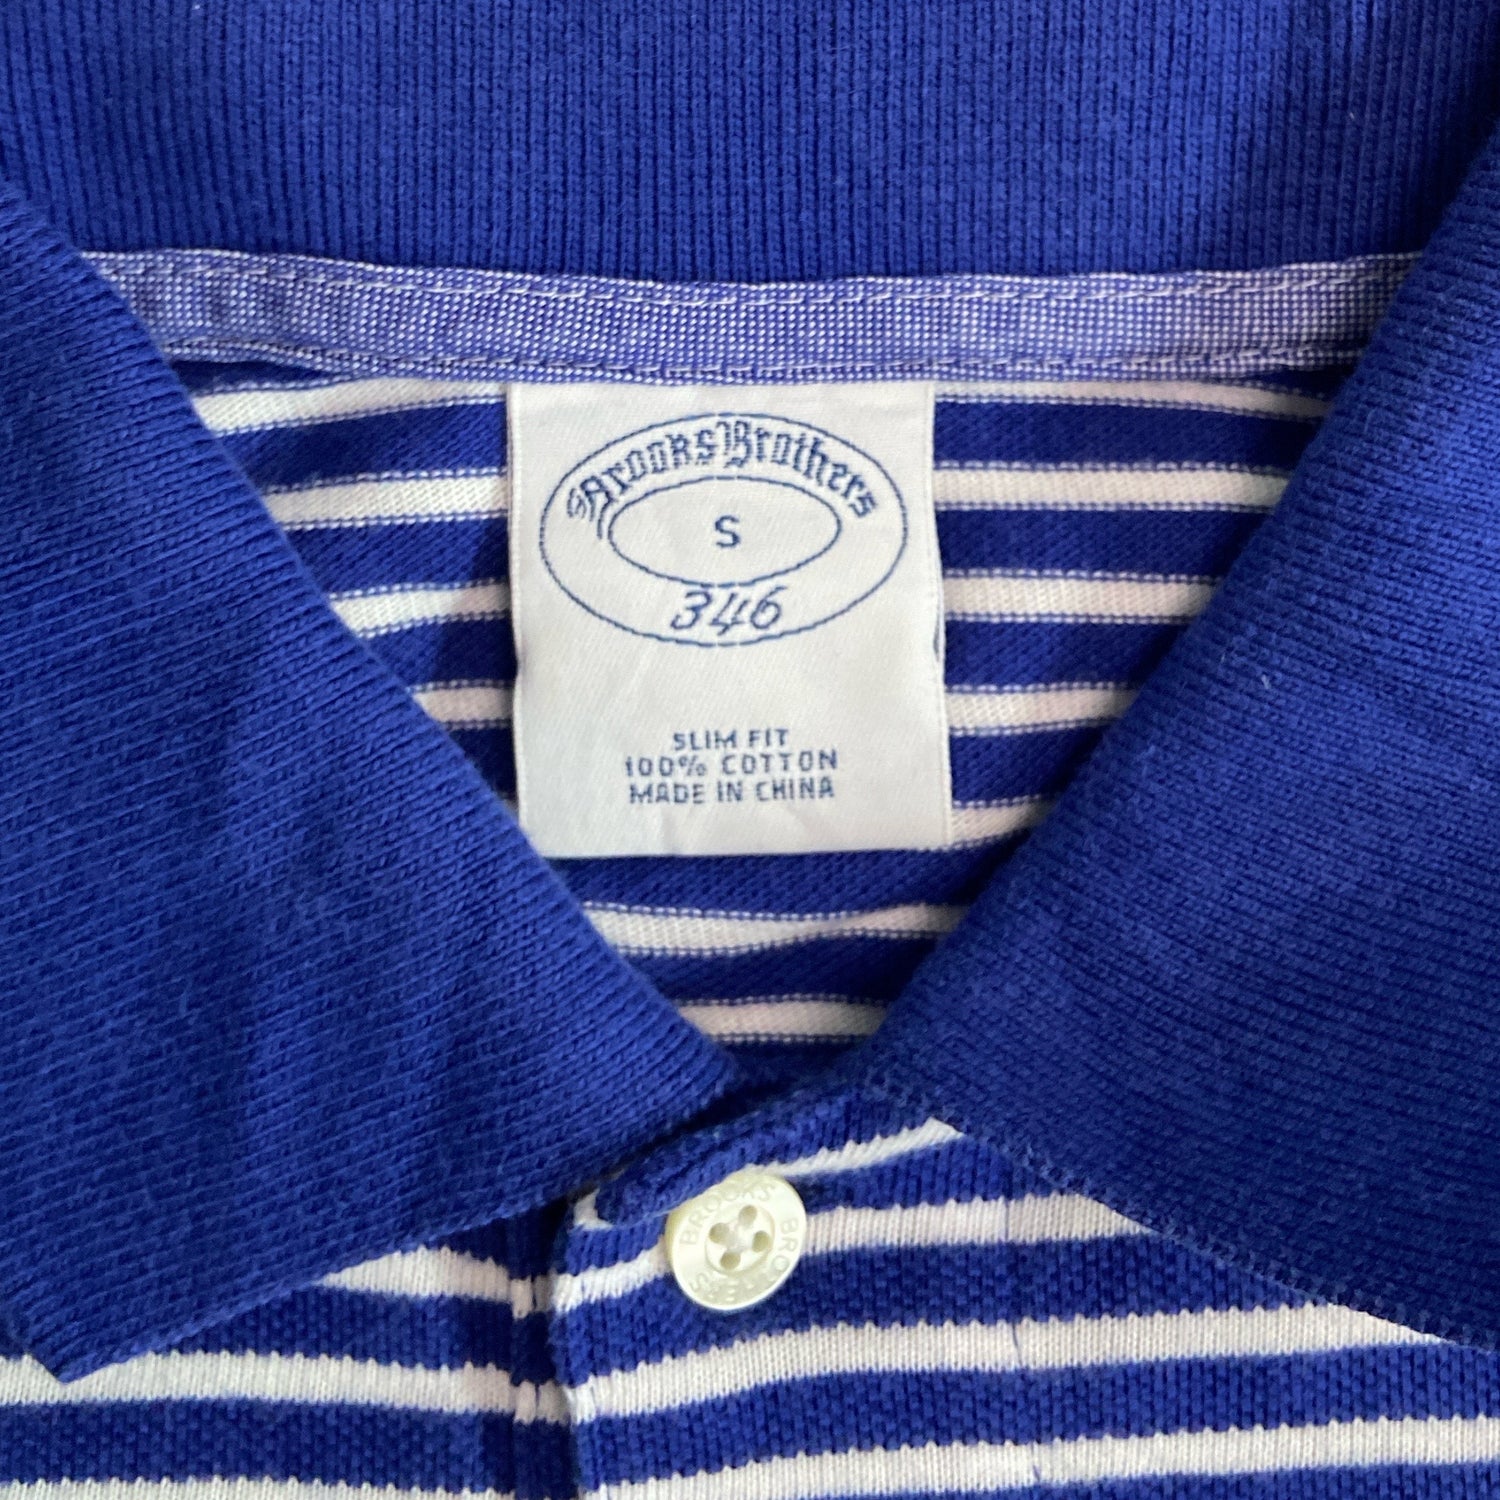 Brooks Brothers
S
346
SLIM FIT
100% COTTON
MADE IN CHINA
BROOKS BROTHERS